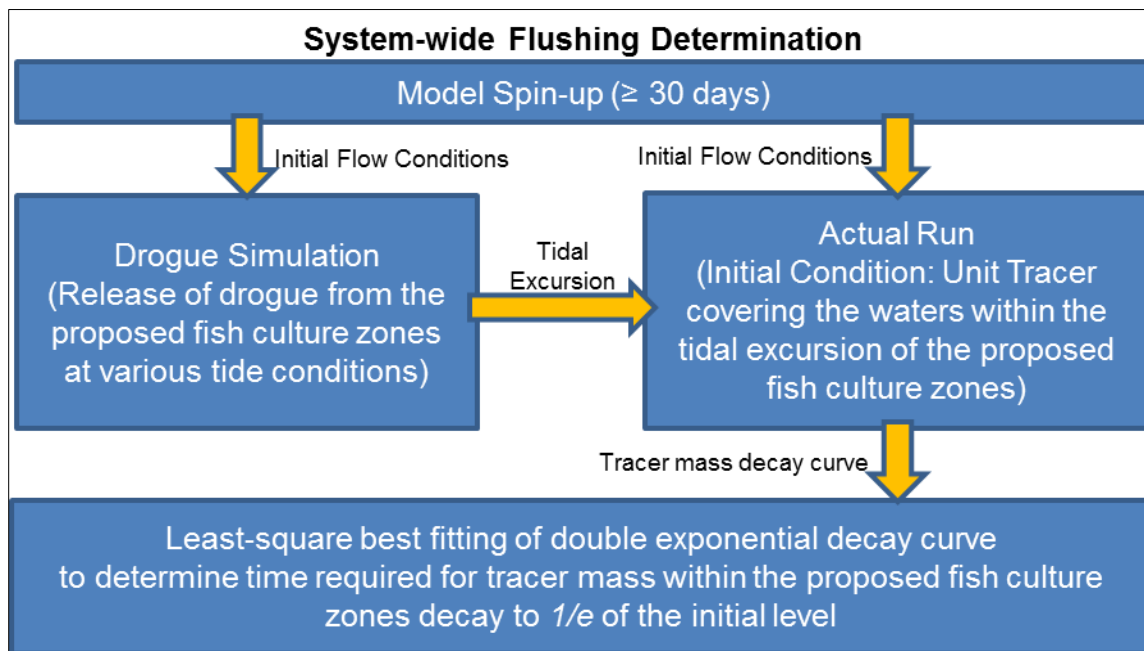 System-wide Flushing Determination
Model Spin-up (≥ 30 days)
Initial Flow Conditions
Initial Flow Conditions
Drogue Simulation
(Release of drogue from the
proposed fish culture zones
at various tide conditions)
Tidal
Excursion
Actual Run
(Initial Condition: Unit Tracer
covering the waters within the
tidal excursion of the proposed
fish culture zones)
Tracer mass decay curve
Least-square best fitting of double exponential decay curve
to determine time required for tracer mass within the proposed fish culture
zones decay to 1/e of the initial level